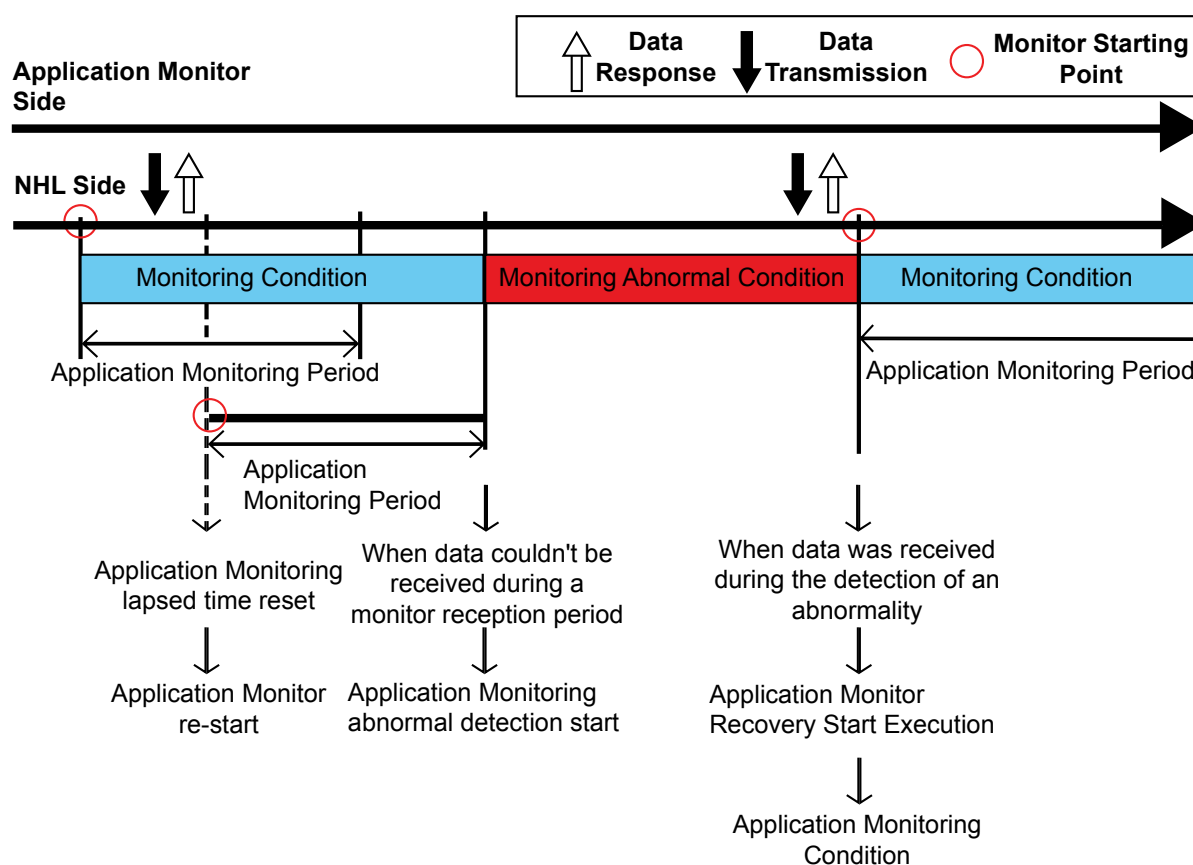 Data
Response
Data
Transmission
Monitor Starting
Point
Application Monitor
Side
NHL Side
Monitoring Condition
Monitoring Abnormal Condition
Monitoring Condition
Application Monitoring Period
Application Monitoring Period
Application
Monitoring Period
Application Monitoring
lapsed time reset
Application Monitor
re-start
When data couldn't be
received during a
monitor reception period
Application Monitoring
abnormal detection start
When data was received
during the detection of an
abnormality
Application Monitor
Recovery Start Execution
Application Monitoring
Condition